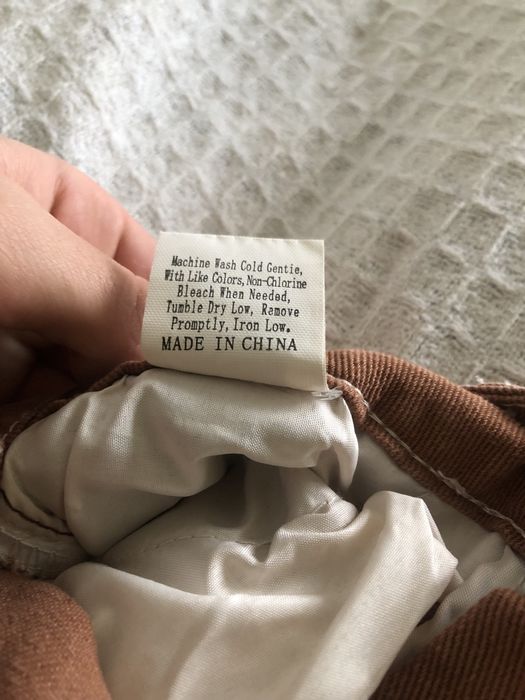 Machine Wash Cold Gentie,
With Like Colors, Non-Chlorine
Bleach When Needed,
Tumble Dry Low, Remove
Promptly, Iron Low.
MADE IN CHINA